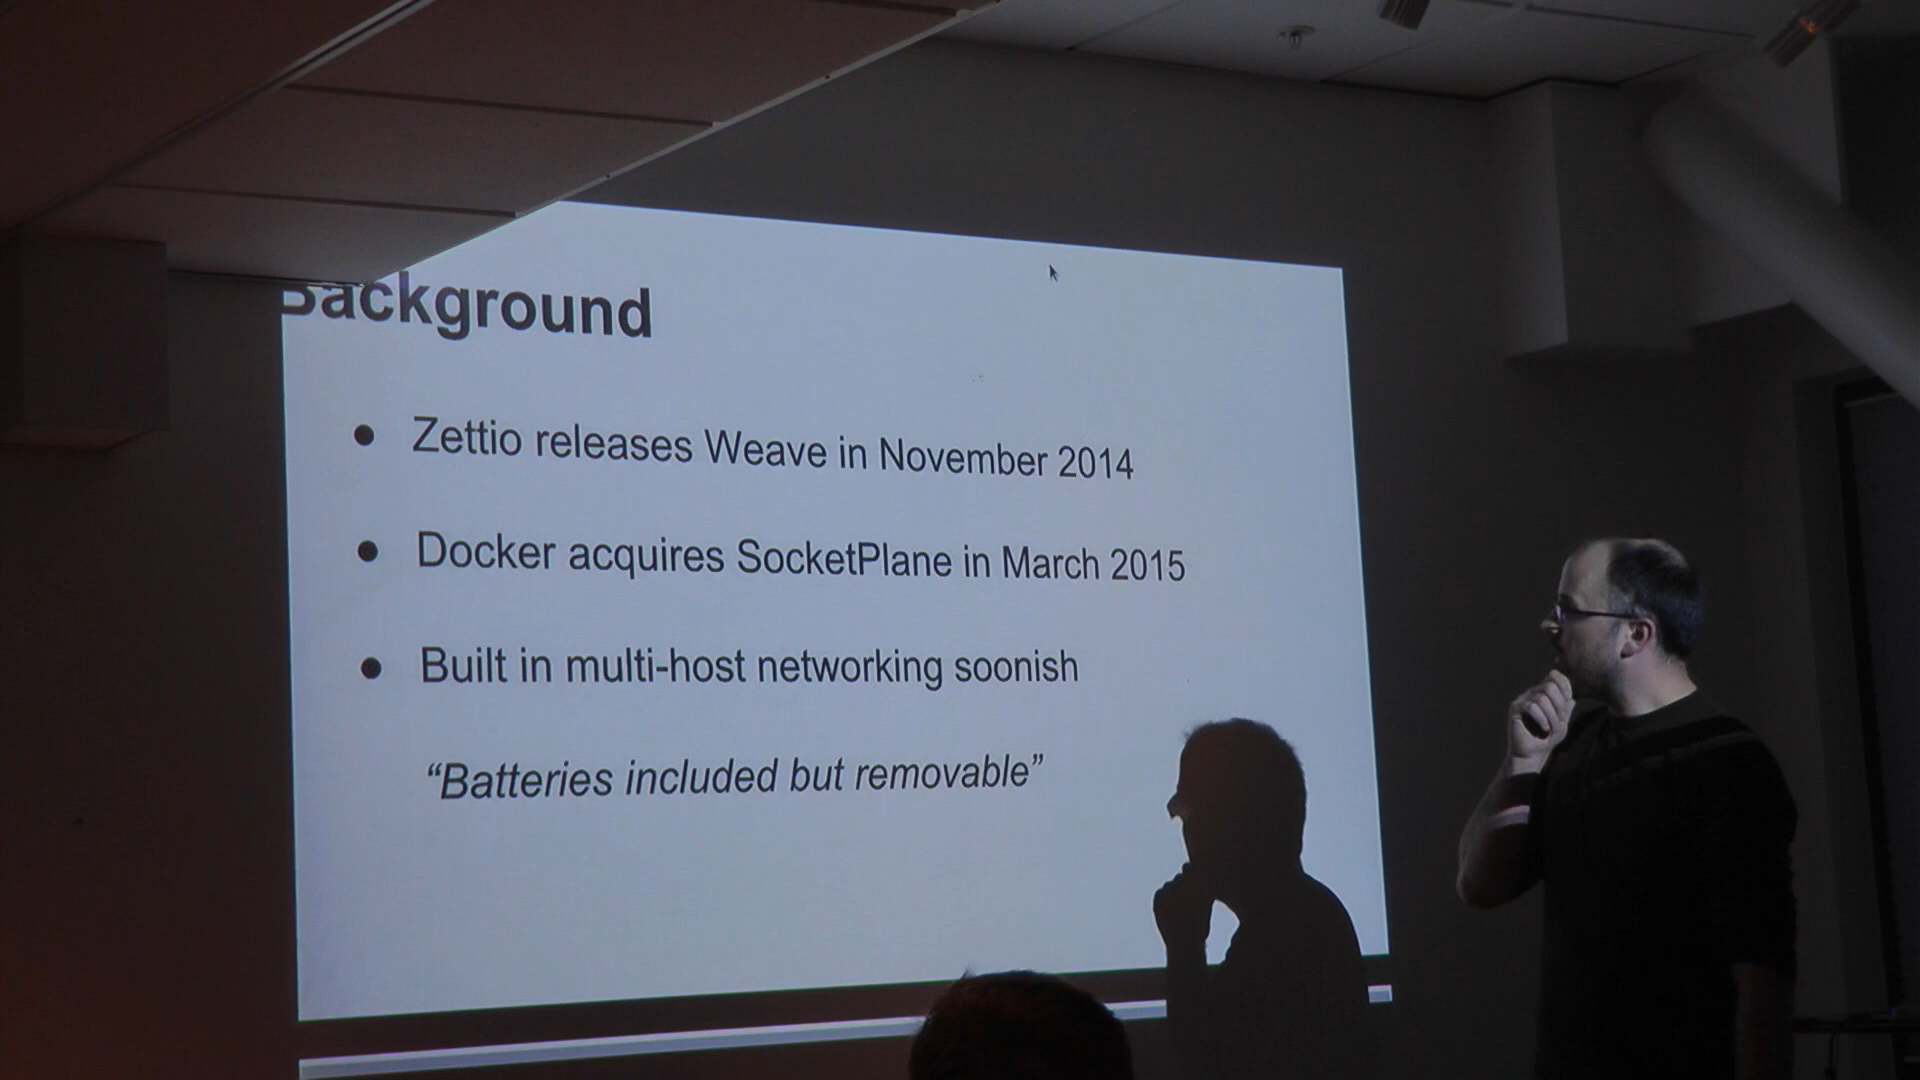 Background
Zettio releases Weave in November 2014
Docker acquires SocketPlane in March 2015
Built in multi-host networking soonish
“Batteries included but removable”